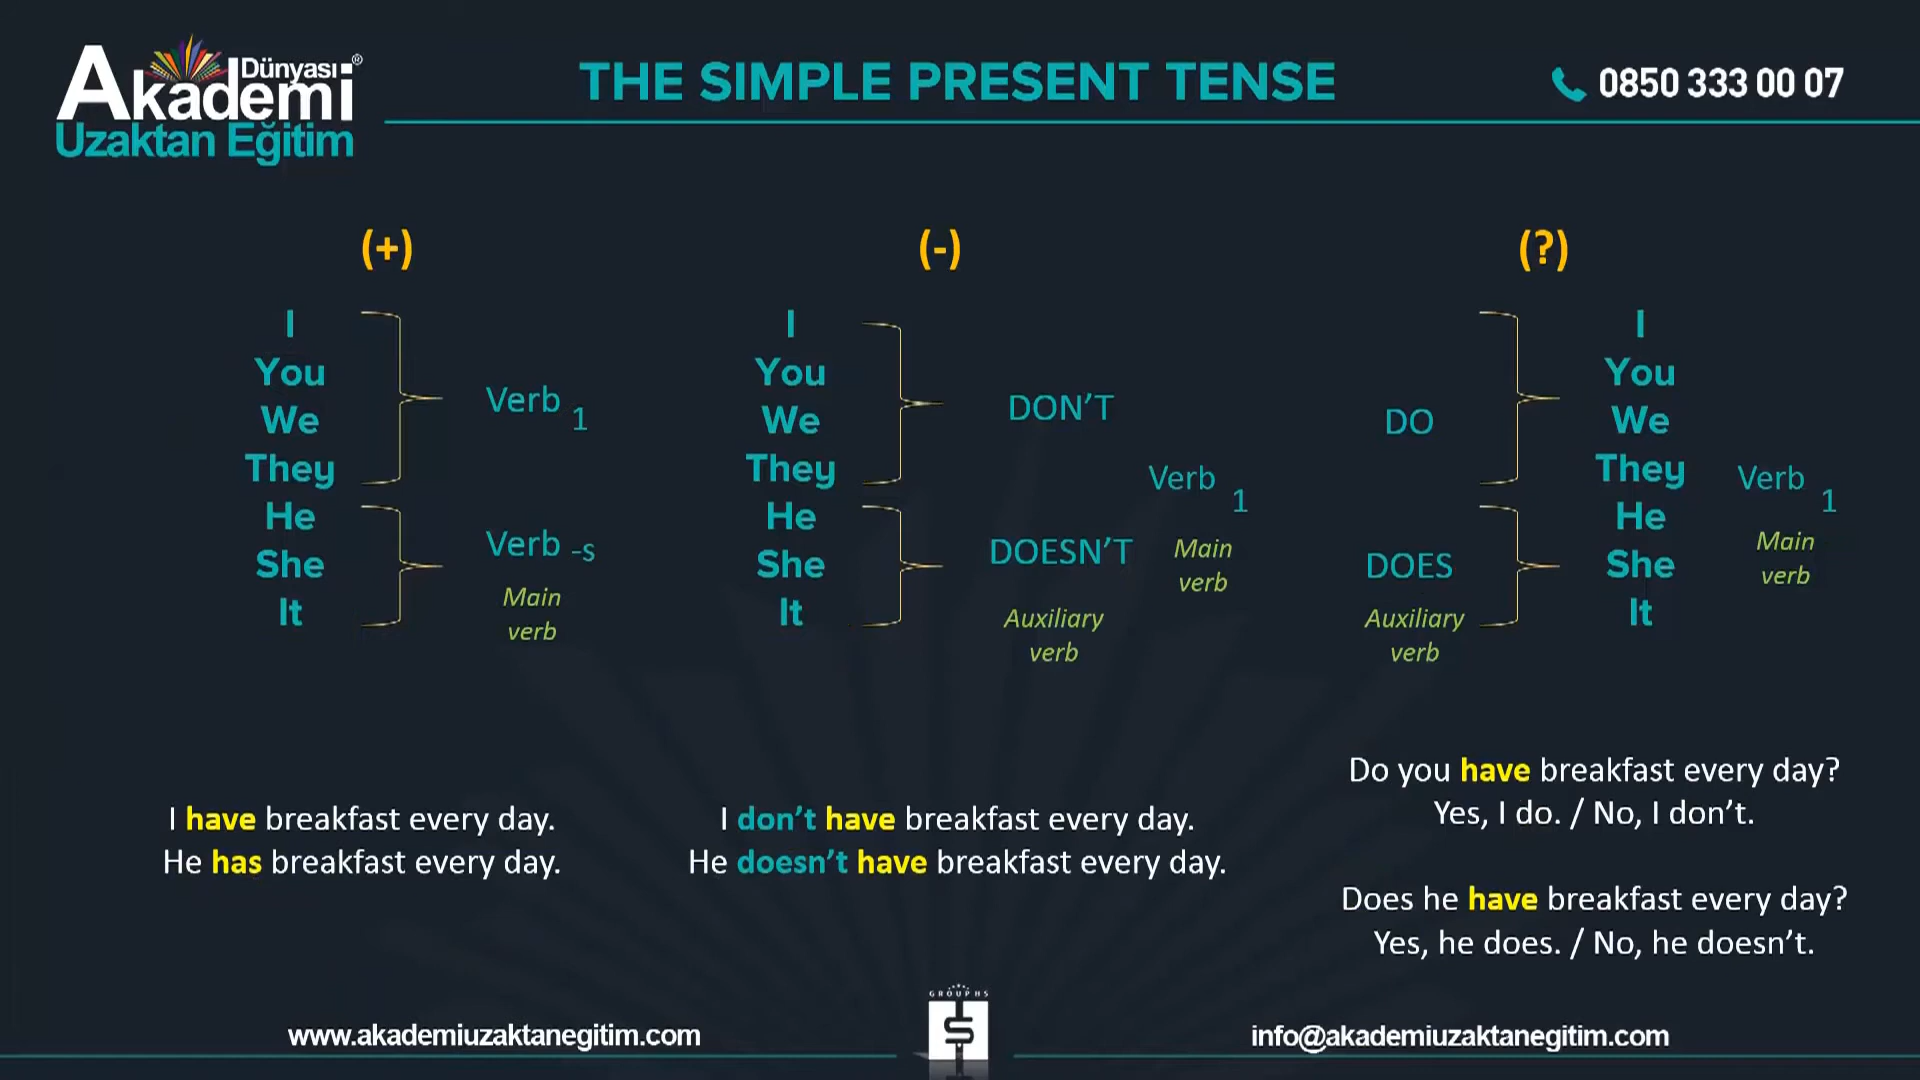 Akademi Dünyası®
Uzaktan Eğitim
THE SIMPLE PRESENT TENSE
0850 333 00 07
(+)
I
You
We
They
He
She
It
Verb 1
Verb -s
Main
verb
I have breakfast every day.
He has breakfast every day.
(-)
I
You
We
They
He
She
It
DON’T
DOESN’T
Auxiliary
verb
Verb 1
Main
verb
I don’t have breakfast every day.
He doesn’t have breakfast every day.
(?)
DO
DOES
Auxiliary
verb
I
You
We
They
He
She
It
Verb 1
Main
verb
Do you have breakfast every day?
Yes, I do. / No, I don’t.
Does he have breakfast every day?
Yes, he does. / No, he doesn’t.
www.akademiuzaktanegitim.com
GROUPHS
info@akademiuzaktanegitim.com